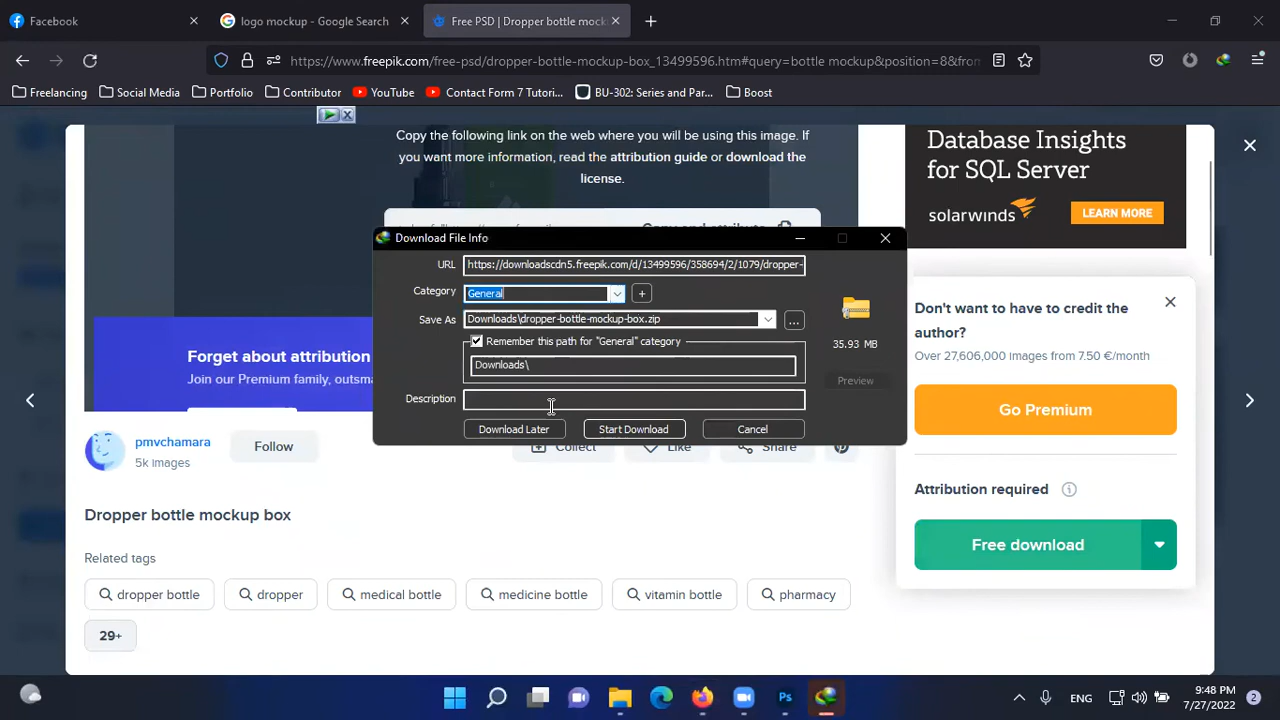 Facebook
logo mockup - Google Search
Free PSD | Dropper bottle mock
https://www.freepik.com/free-psd/dropper-bottle-mockup-box_13499596.htm#query=bottle mockup&position=8&from
Freelancing
Social Media
Portfolio
Contributor
YouTube
Contact Form 7 Tutori...
BU-302: Series and Par...
Boost
Copy the following link on the web where you will be using this image. If
you want more information, read the attribution guide or download the
license.
Database Insights
for SQL Server
solarwinds
LEARN MORE
Download File Info
URL
https://downloadscdn5.freepik.com/d/13499596/358694/2/1079/dropper-
Category
General
Save As
Downloads\dropper-bottle-mockup-box.zip
Remember this path for "General" category
Downloads\
35.93 MB
Preview
Description
Download Later
Start Download
Cancel
Forget about attribution
Join our Premium family, outsma
Don't want to have to credit the
author?
Over 27,606,000 images from 7.50 €/month
Go Premium
pmvchamara
5k images
Follow
Collect
Like
Share
Attribution required
Free download
Dropper bottle mockup box
Related tags
dropper bottle
dropper
medical bottle
medicine bottle
vitamin bottle
pharmacy
29+
Ps
ENG
9:48 PM
7/27/2022
2